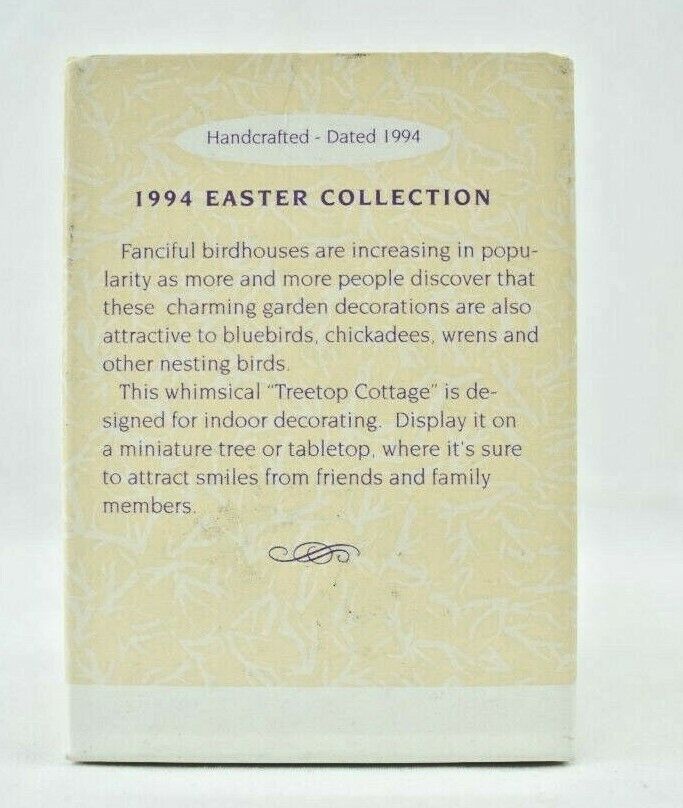 Handcrafted - Dated 1994
1994 EASTER COLLECTION
Fanciful birdhouses are increasing in popu-
larity as more and more people discover that
these charming garden decorations are also
attractive to bluebirds, chickadees, wrens and
other nesting birds.
This whimsical "Treetop Cottage" is de-
signed for indoor decorating. Display it on
a miniature tree or tabletop, where it's sure
to attract smiles from friends and family
members.